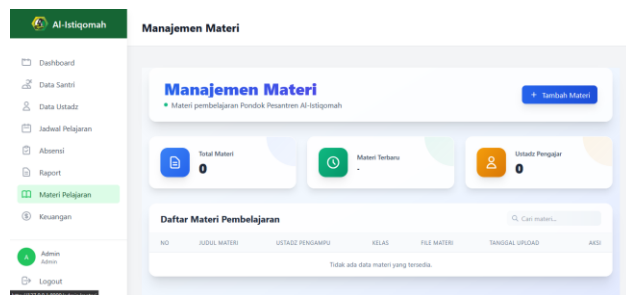 Al-Istiqomah
Manajemen Materi
Dashboard
Data Santri
Data Ustadz
Jadwal Pelajaran
Absensi
Raport
Materi Pelajaran
Keuangan
A
Admin
Admin
Logout
Manajemen Materi
Materi pembelajaran Pondok Pesantren Al-Istiqomah
+ Tambah Materi
Total Materi
0
Materi Terbaru
-
Ustadz Pengajar
0
Daftar Materi Pembelajaran
Cari materi...
NO JUDUL MATERI USTADZ PENGAMPU KELAS FILE MATERI TANGGAL UPLOAD AKSI
Tidak ada data materi yang tersedia.